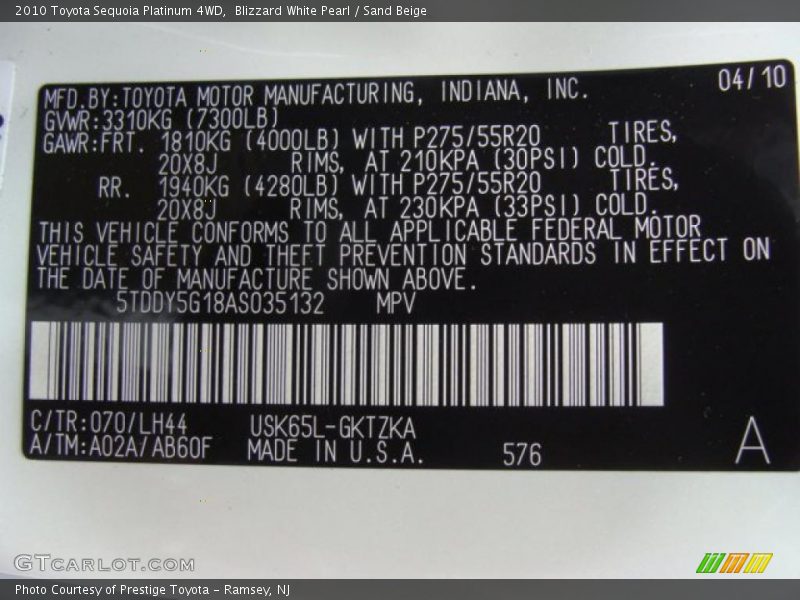 2010 Toyota Sequoia Platinum 4WD,  Blizzard White Pearl / Sand Beige
MFD.BY:TOYOTA MOTOR MANUFACTURING, INDIANA, INC. 04/10
GVWR:3310KG (7300LB)
GAWR:FRT. 1810KG (4000LB) WITH P275/55R20 TIRES,
20X8J RIMS, AT 210KPA (30PSI) COLD.
RR. 1940KG (4280LB) WITH P275/55R20 TIRES,
20X8J RIMS, AT 230KPA (33PSI) COLD.
THIS VEHICLE CONFORMS TO ALL APPLICABLE FEDERAL MOTOR
VEHICLE SAFETY AND THEFT PREVENTION STANDARDS IN EFFECT ON
THE DATE OF MANUFACTURE SHOWN ABOVE.
5TDDY5G18AS035132 MPV
C/TR:070/LH44 USK65L-GKTZKA
A/TM:A02A/AB60F MADE IN U.S.A. 576 A
GTCARLOT.COM
Photo Courtesy of Prestige Toyota - Ramsey, NJ